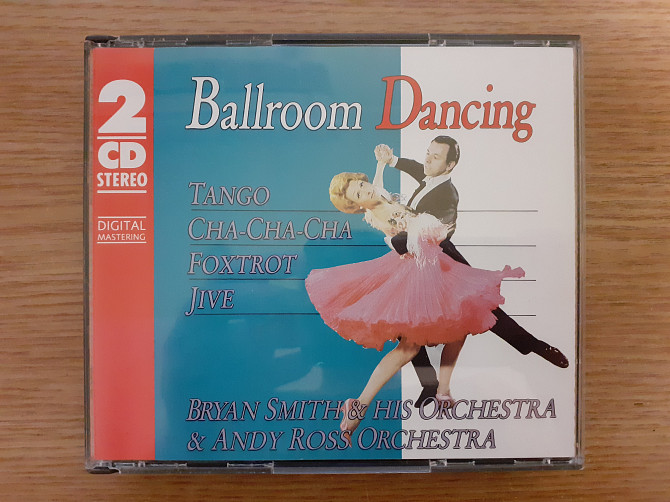 2
CD
STEREO
DIGITAL
MASTERING
Ballroom Dancing
TANGO
CHA-CHA-CHA
FOXTROT
JIVE
BRYAN SMITH & HIS ORCHESTRA
& ANDY ROSS ORCHESTRA